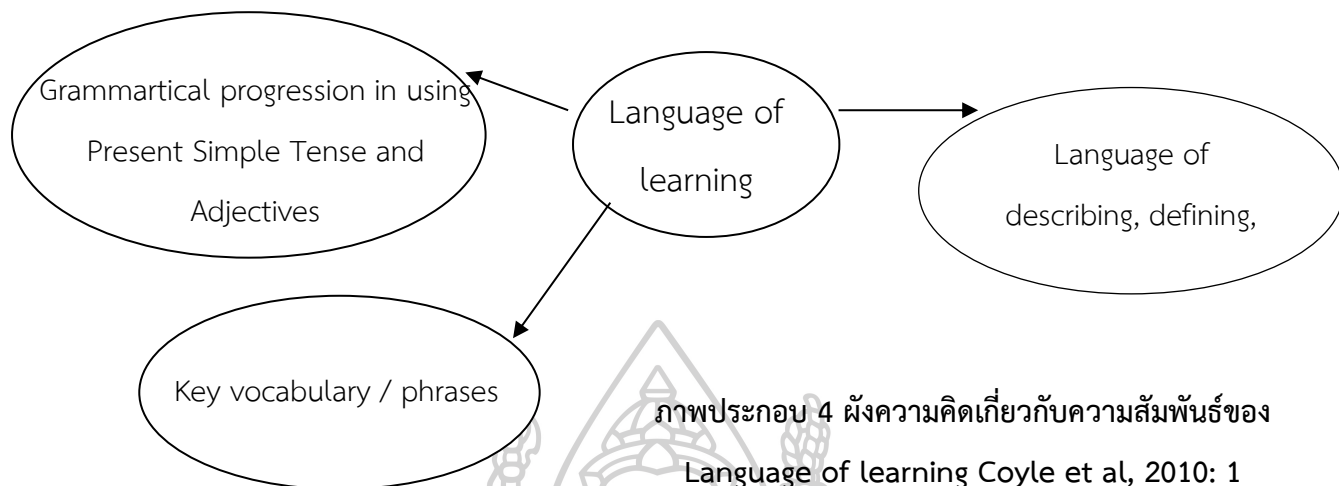 Grammartical progression in using
Present Simple Tense and
Adjectives
Language of
learning
Language of
describing, defining,
Key vocabulary / phrases
ภาพประกอบ 4 ผังความคิดเกี่ยวกับความสัมพันธ์ของ
Language of learning Coyle et al, 2010: 1